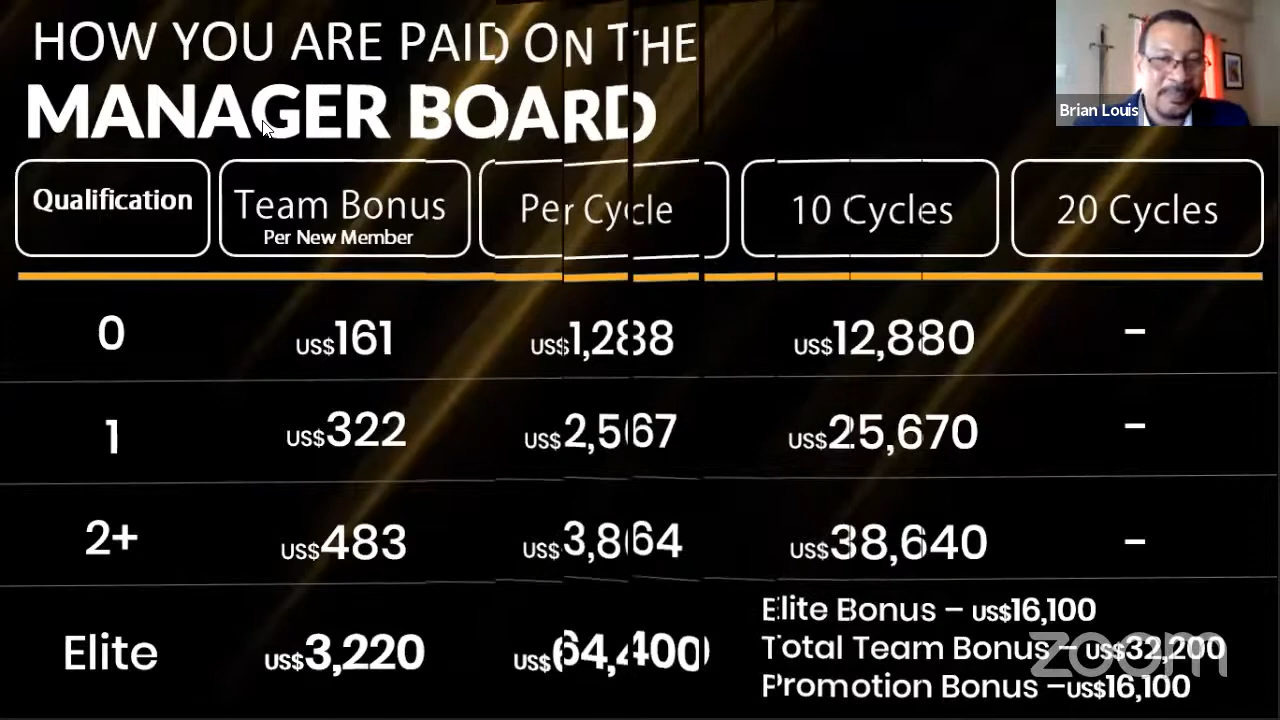 HOW YOU ARE PAID ON THE
MANAGER BOARD
Brian Louis
Qualification
Team Bonus
Per New Member
Per Cycle
10 Cycles
20 Cycles
0 US$161 US$1,288 US$12,880 –
1 US$322 US$2,567 US$25,670 –
2+ US$483 US$3,864 US$38,640 –
Elite US$3,220 US$64,400
Elite Bonus – US$16,100
Total Team Bonus – US$32,200
Promotion Bonus –US$16,100
zoom